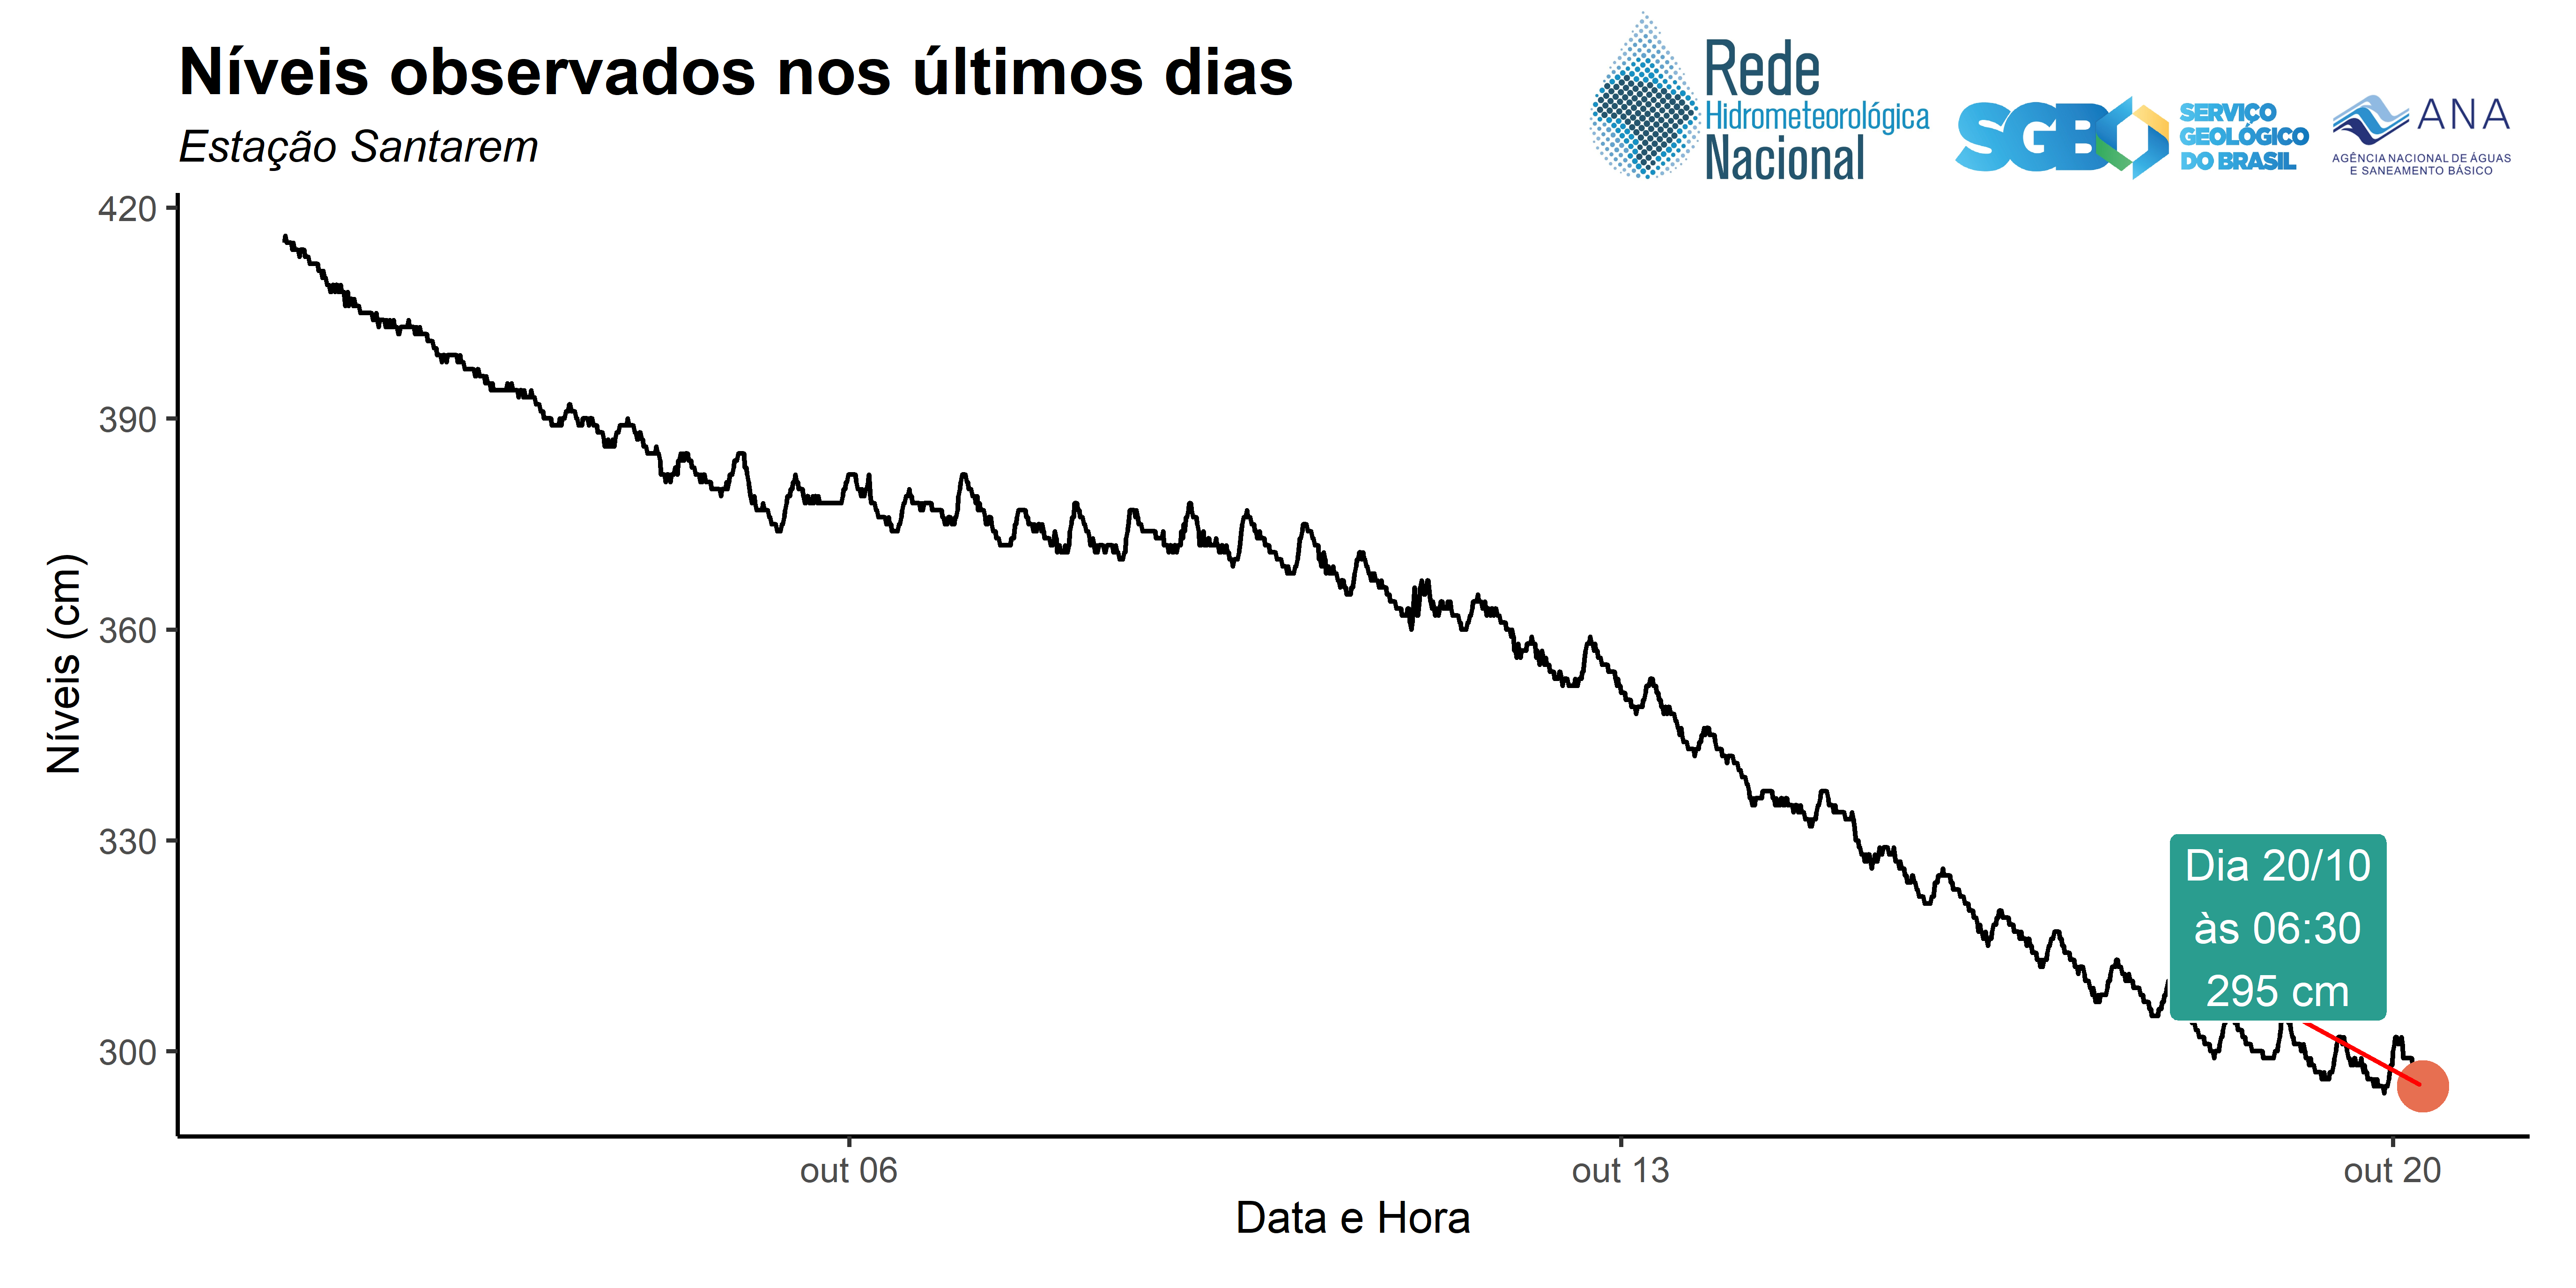 Níveis observados nos últimos dias
Estação Santarem
Rede
Hidrometeorológica
Nacional
SGB
SERVIÇO
GEOLÓGICO
DO BRASIL
ANA
AGÊNCIA NACIONAL DE ÁGUAS
E SANEAMENTO BÁSICO
420
390
360
330
300
Níveis (cm)
Dia 20/10
às 06:30
295 cm
out 06
out 13
out 20
Data e Hora